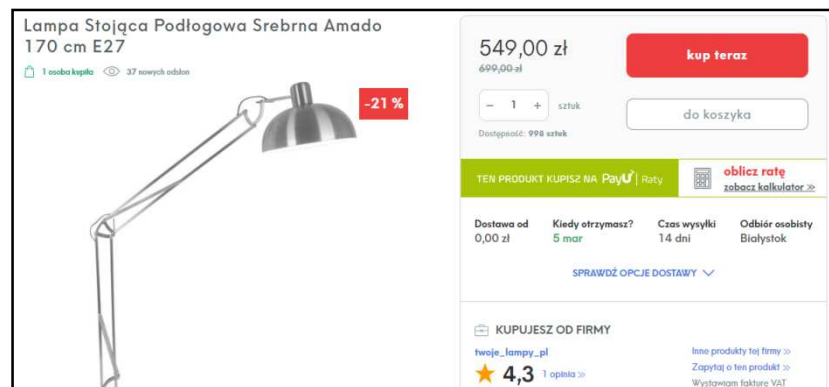 Lampa Stojąca Podłogowa Srebrna Amado
170 cm E27
1 osoba kupiła 37 nowych odsłon
-21 %
549,00 zł
699,00 zł
kup teraz
− 1 + sztuk
do koszyka
Dostępność: 998 sztuk
TEN PRODUKT KUPISZ NA PayU | Raty
oblicz ratę
zobacz kalkulator »
Dostawa od Kiedy otrzymasz? Czas wysyłki Odbiór osobisty
0,00 zł 5 mar 14 dni Białystok
SPRAWDŹ OPCJE DOSTAWY
KUPUJESZ OD FIRMY
twoje_lampy_pl
4,3 1 opinia »
Inne produkty tej firmy »
Zapytaj o ten produkt »
Wystawiam fakturę VAT